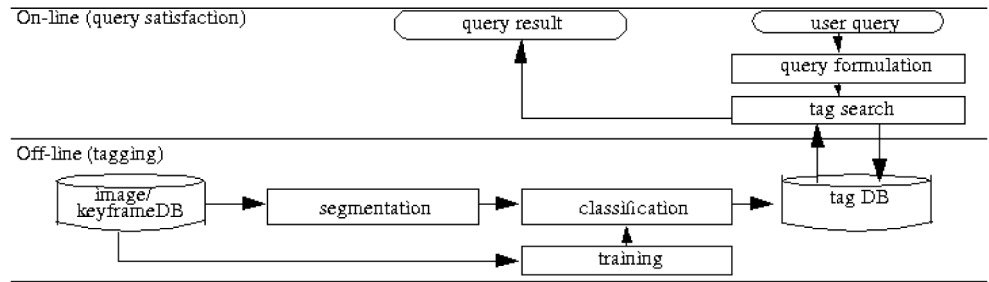 On-line (query satisfaction)
query result
user query
query formulation
tag search
Off-line (tagging)
image/
keyframeDB
segmentation
classification
tag DB
training